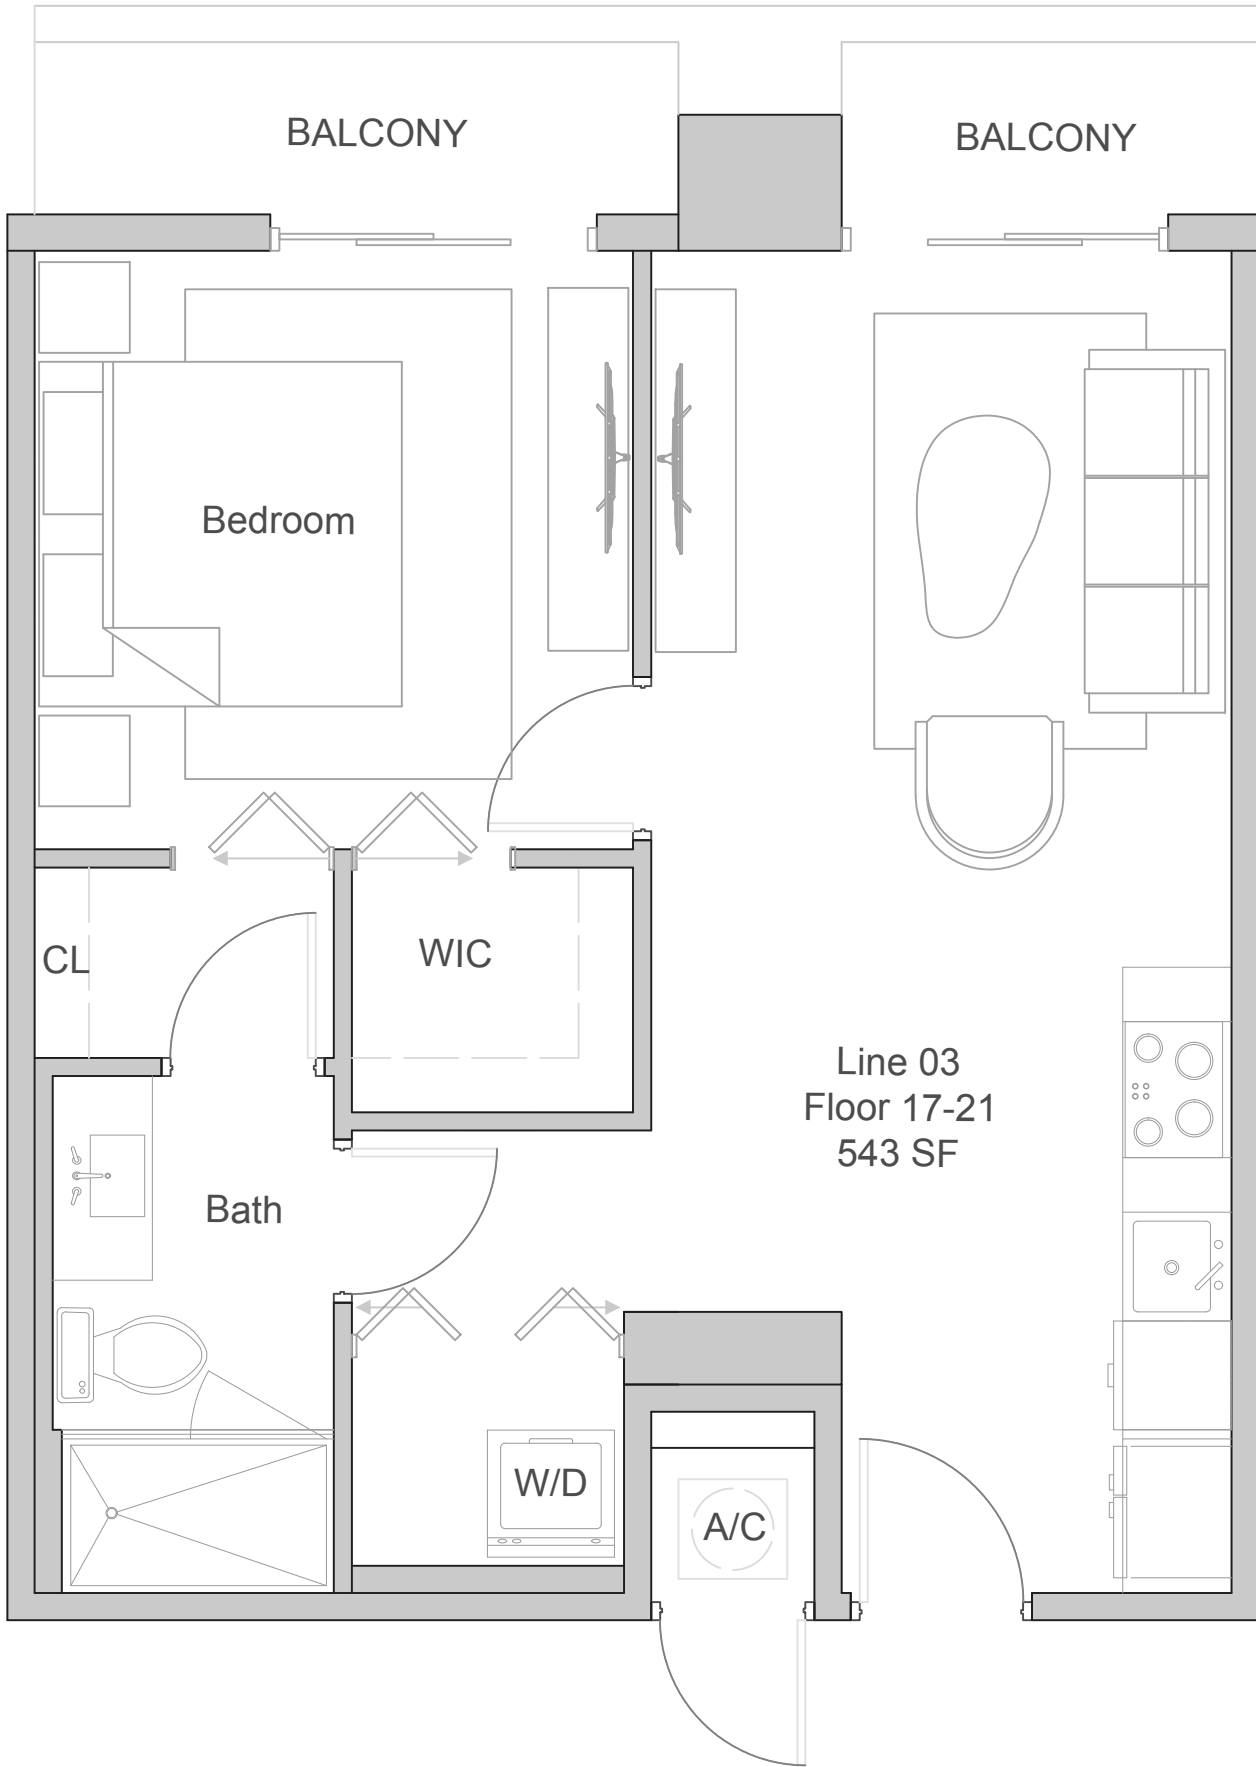 BALCONY
BALCONY
Bedroom
CL
WIC
Line 03
Floor 17-21
543 SF
Bath
W/D
A/C